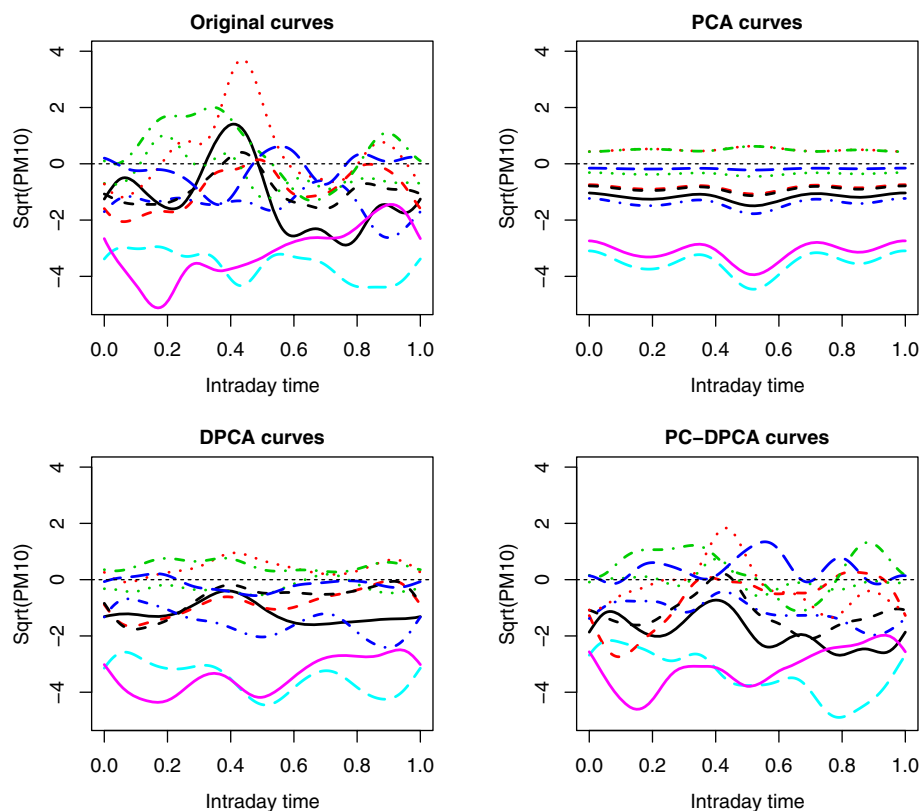 Original curves
Sqrt(PM10)
4
2
0
−2
−4
0.0 0.2 0.4 0.6 0.8 1.0
Intraday time
PCA curves
Sqrt(PM10)
4
2
0
−2
−4
0.0 0.2 0.4 0.6 0.8 1.0
Intraday time
DPCA curves
Sqrt(PM10)
4
2
0
−2
−4
0.0 0.2 0.4 0.6 0.8 1.0
Intraday time
PC−DPCA curves
Sqrt(PM10)
4
2
0
−2
−4
0.0 0.2 0.4 0.6 0.8 1.0
Intraday time